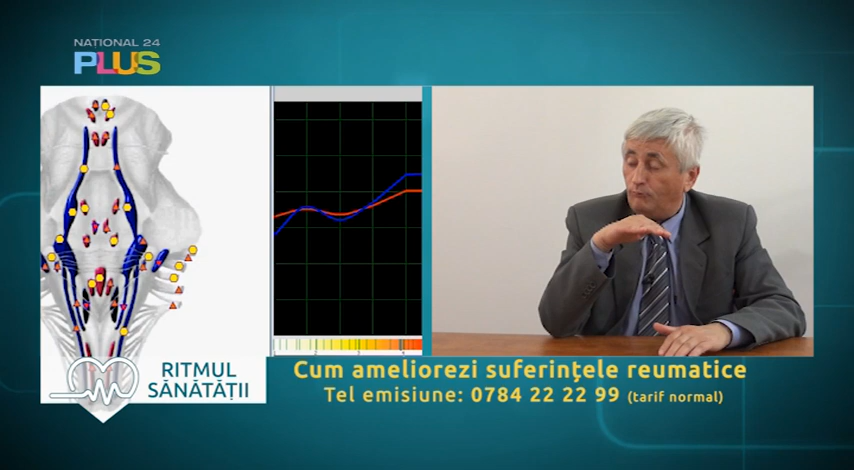 NATIONAL 24
PLUS
RITMUL
SĂNĂTĂȚII
Cum ameliorezi suferințele reumatice
Tel emisiune: 0784 22 22 99 (tarif normal)